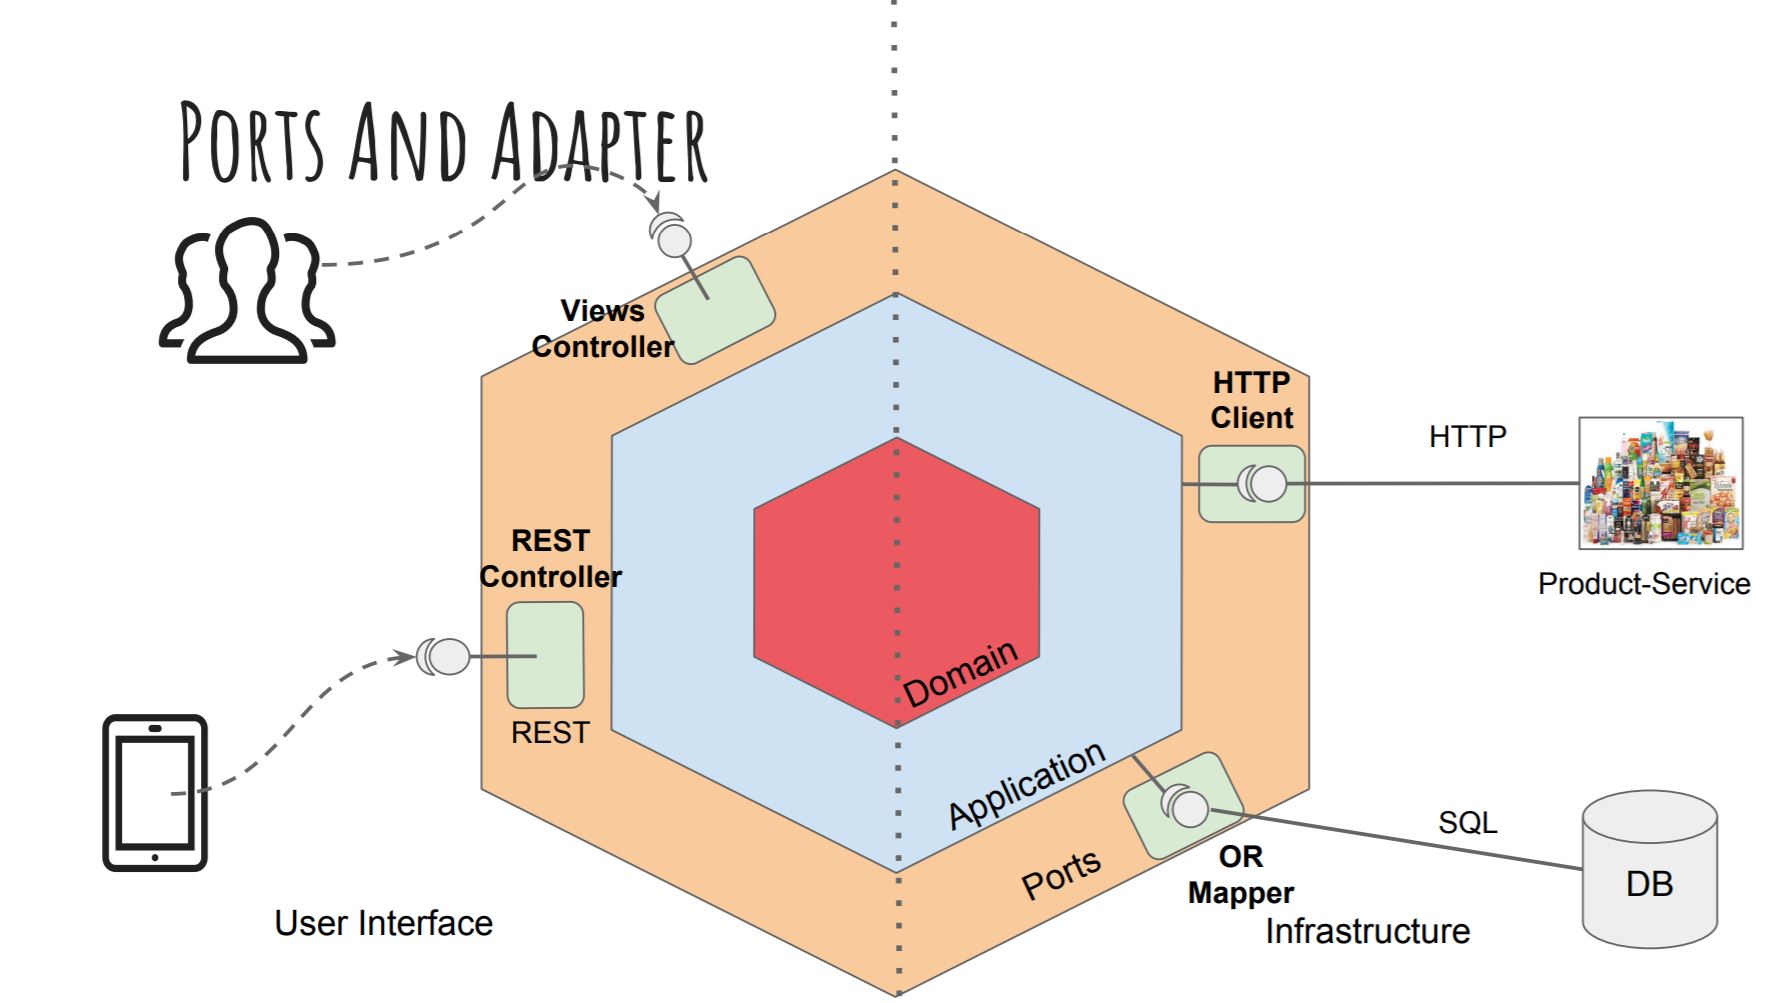 PORTS AND ADAPTER
Views
Controller
HTTP
Client
HTTP
Product-Service
REST
Controller
REST
Domain
Application
Ports
OR
Mapper
SQL
DB
User Interface
Infrastructure